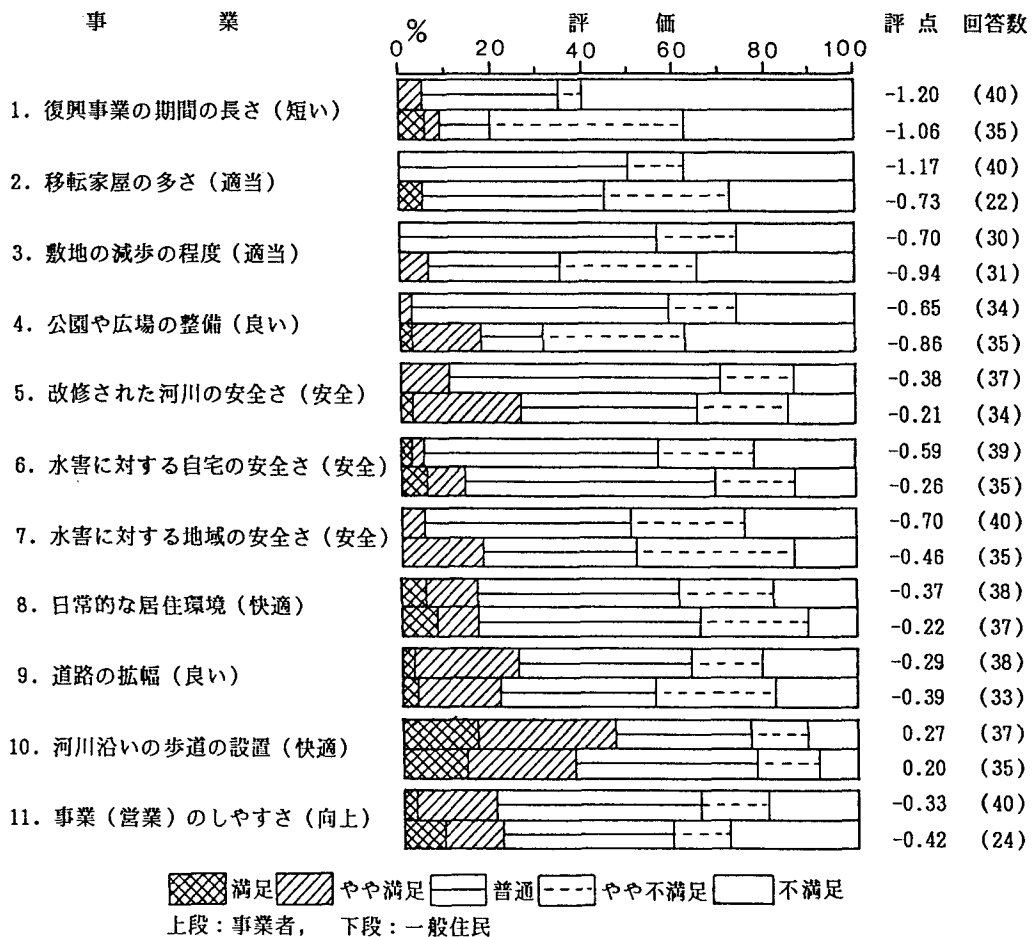 事業 評価 評点 回答数
%
0 20 40 60 80 100
1. 復興事業の期間の長さ(短い) -1.20 (40)
-1.06 (35)
2. 移転家屋の多さ(適当) -1.17 (40)
-0.73 (22)
3. 敷地の減歩の程度(適当) -0.70 (30)
-0.94 (31)
4. 公園や広場の整備(良い) -0.65 (34)
-0.86 (35)
5. 改修された河川の安全さ(安全) -0.38 (37)
-0.21 (34)
6. 水害に対する自宅の安全さ(安全) -0.59 (39)
-0.26 (35)
7. 水害に対する地域の安全さ(安全) -0.70 (40)
-0.46 (35)
8. 日常的な居住環境(快適) -0.37 (38)
-0.22 (37)
9. 道路の拡幅(良い) -0.29 (38)
-0.39 (33)
10. 河川沿いの歩道の設置(快適) 0.27 (37)
0.20 (35)
11. 事業(営業)のしやすさ(向上) -0.33 (40)
-0.42 (24)
満足 やや満足 普通 やや不満足 不満足
上段:事業者, 下段:一般住民